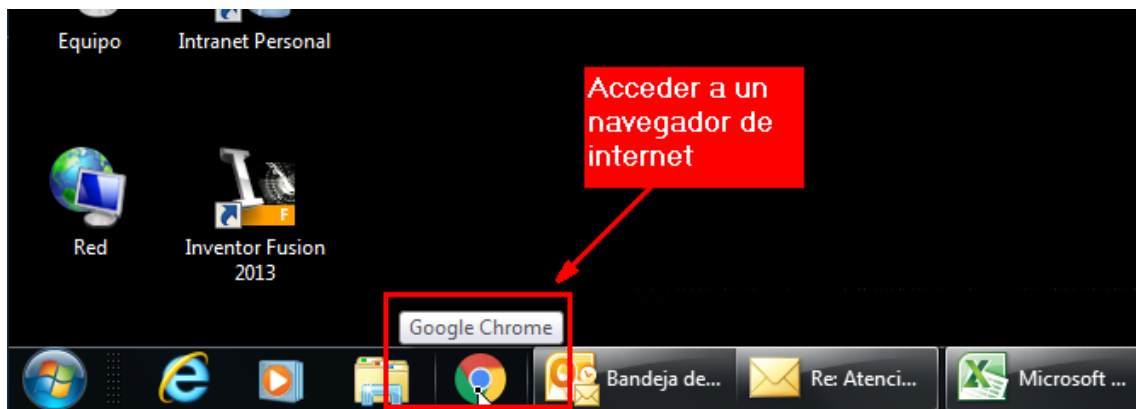 Equipo
Intranet Personal
Acceder a un
navegador de
internet
Red
Inventor Fusion
2013
F
Google Chrome
Bandeja de...
Re: Atenci...
Microsoft ...